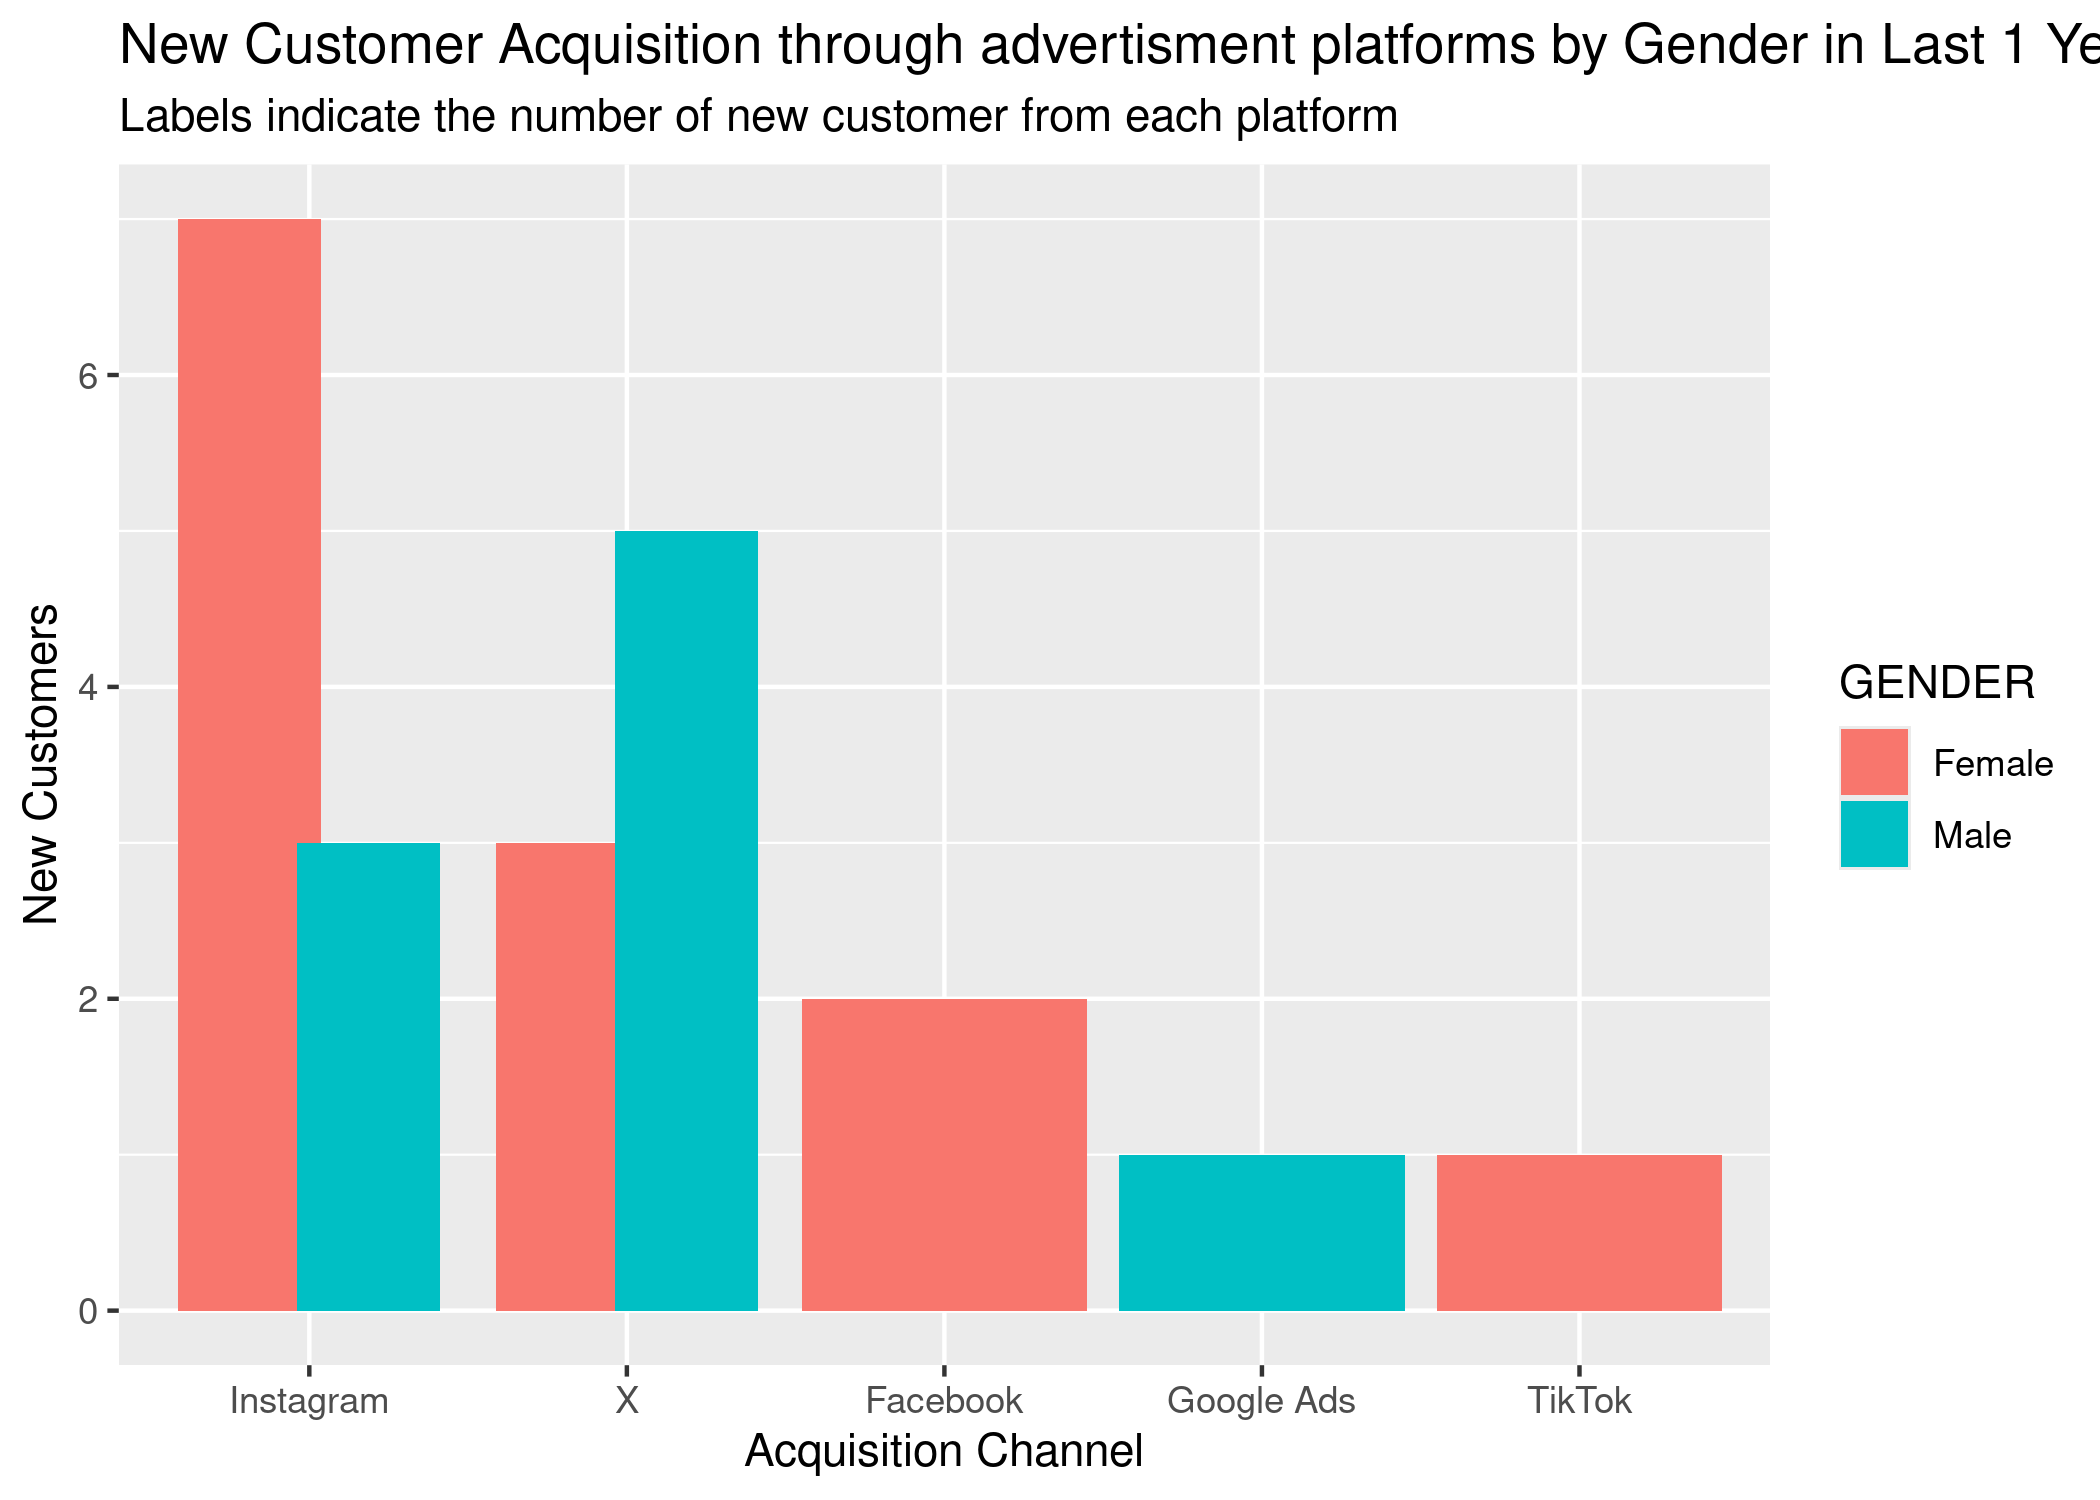 New Customer Acquisition through advertisment platforms by Gender in Last 1 Ye
Labels indicate the number of new customer from each platform
New Customers
6
4
2
0
Instagram X Facebook Google Ads TikTok
Acquisition Channel
GENDER
Female
Male